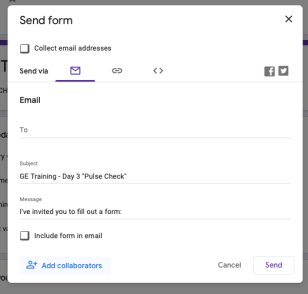 Send form
Collect email addresses
Send via
Email
To
Subject
GE Training - Day 3 "Pulse Check"
Message
I've invited you to fill out a form:
Include form in email
Add collaborators
Cancel
Send